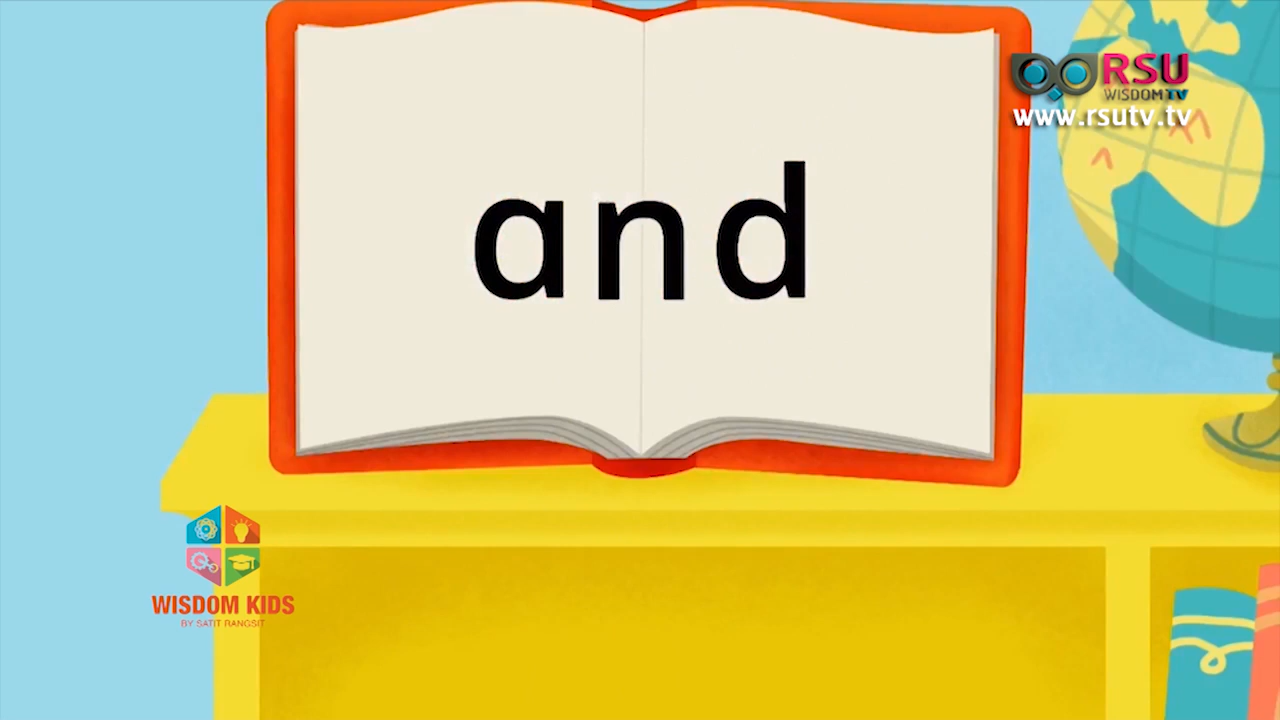 RSU
WISDOM TV
www.rsutv.tv
and
WISDOM KIDS
BY SATIT RANGSIT